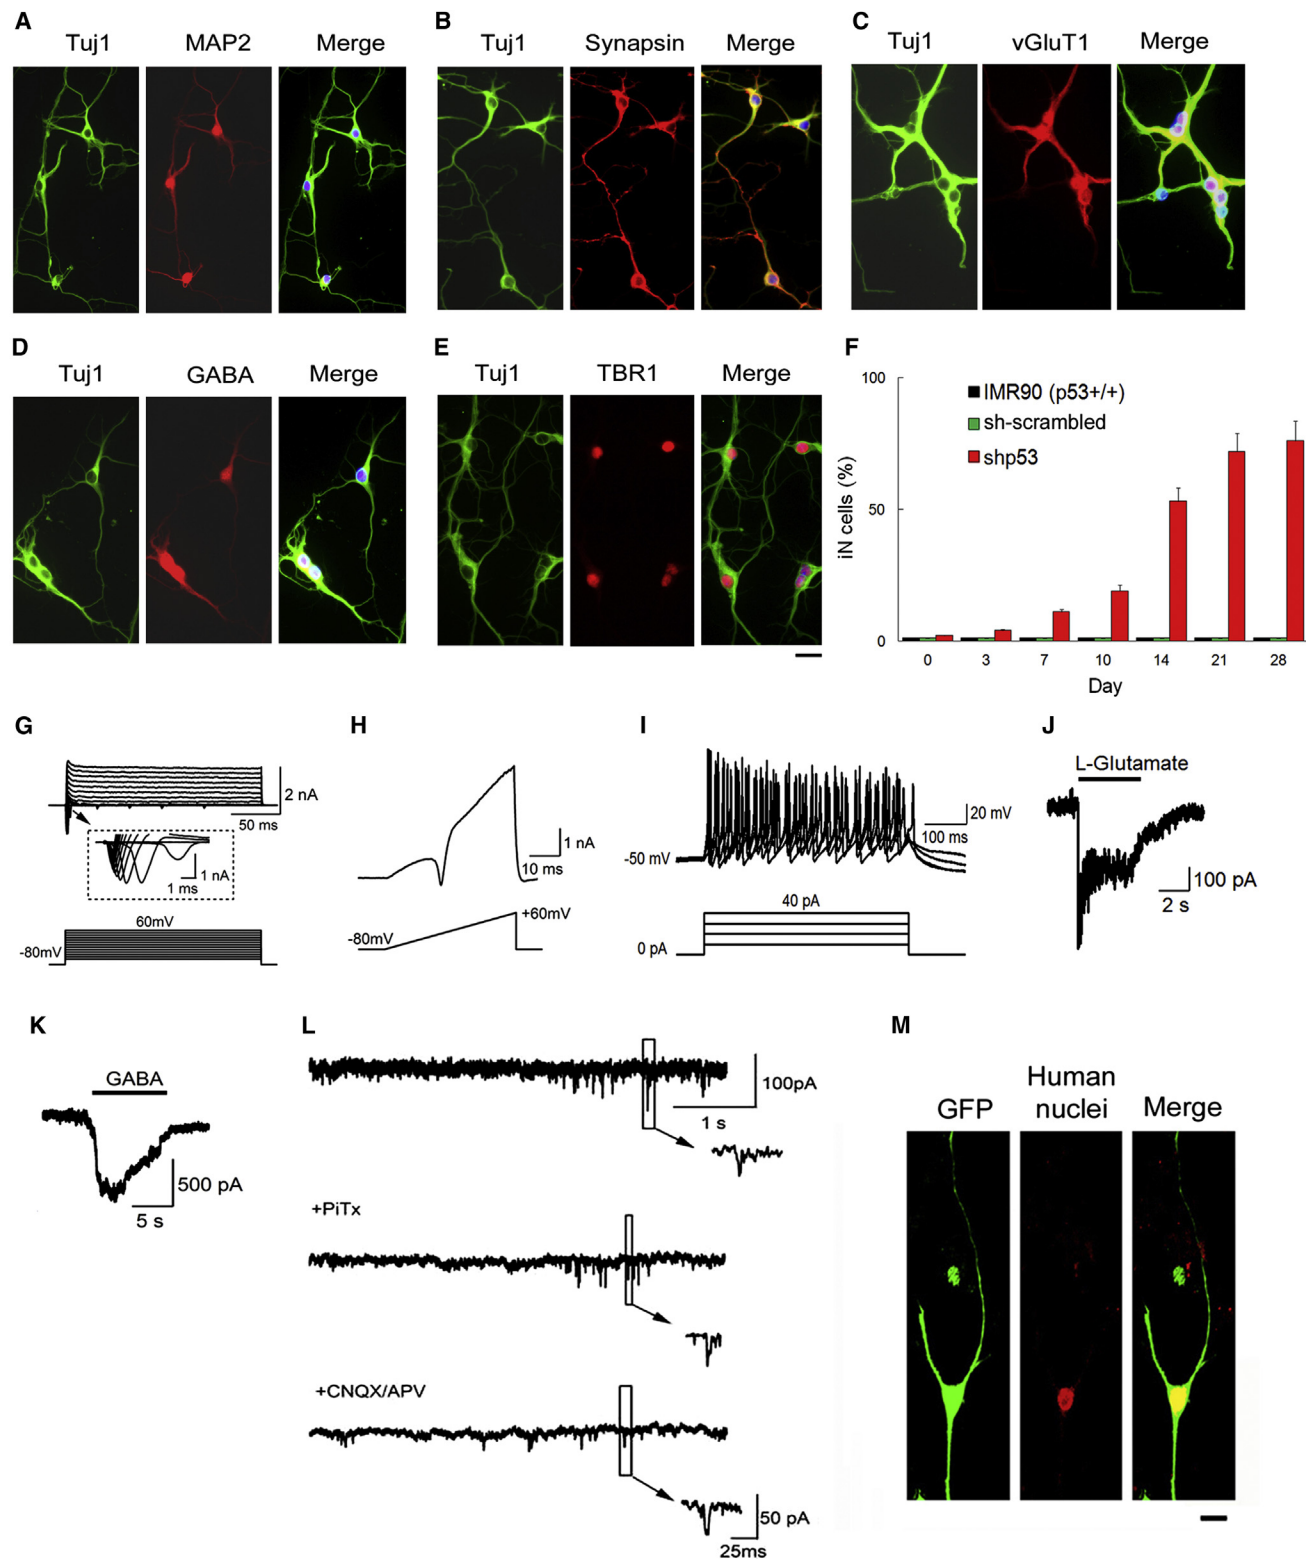 A
Tuj1 MAP2 Merge
B
Tuj1 Synapsin Merge
C
Tuj1 vGluT1 Merge
D
Tuj1 GABA Merge
E
Tuj1 TBR1 Merge
F
100
50
0
iN cells (%)
IMR90 (p53+/+)
sh-scrambled
shp53
0 3 7 10 14 21 28
Day
G
2 nA
50 ms
1 nA
1 ms
60mV
-80mV
H
1 nA
10 ms
+60mV
-80mV
I
20 mV
100 ms
-50 mV
40 pA
0 pA
J
L-Glutamate
100 pA
2 s
K
GABA
500 pA
5 s
L
100pA
1 s
+PiTx
+CNQX/APV
50 pA
25ms
M
GFP Human nuclei Merge